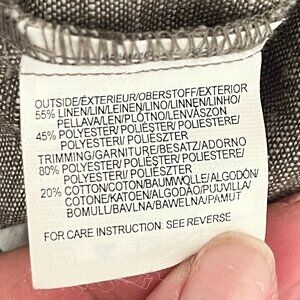 OUTSIDE/EXTERIEUR/OBERSTOFF/EXTERIOR
55% LINEN/LIN/LEINEN/LINO/LINNEN/LINHO/
PELLAVA/LEN/PLÓTNO/LENVÁSZON
45% POLYESTER/ POLIÉSTER/ POLIESTERE/
POLYESTERI/ POLIÉSZTER
TRIMMING/GARNITURE/BESATZ/ADORNO
80% POLYESTER/ POLIÉSTER/ POLIESTERE/
POLYESTERI/ POLIÉSZTER
20% COTTON/COTON/BAUMWOLLE/ALGODÓN/
COTONE/KATOEN/ALGODÃO/PUUVILLA/
BOMULL/BAVLNA/BAWEŁNA/PAMUT
FOR CARE INSTRUCTION: SEE REVERSE